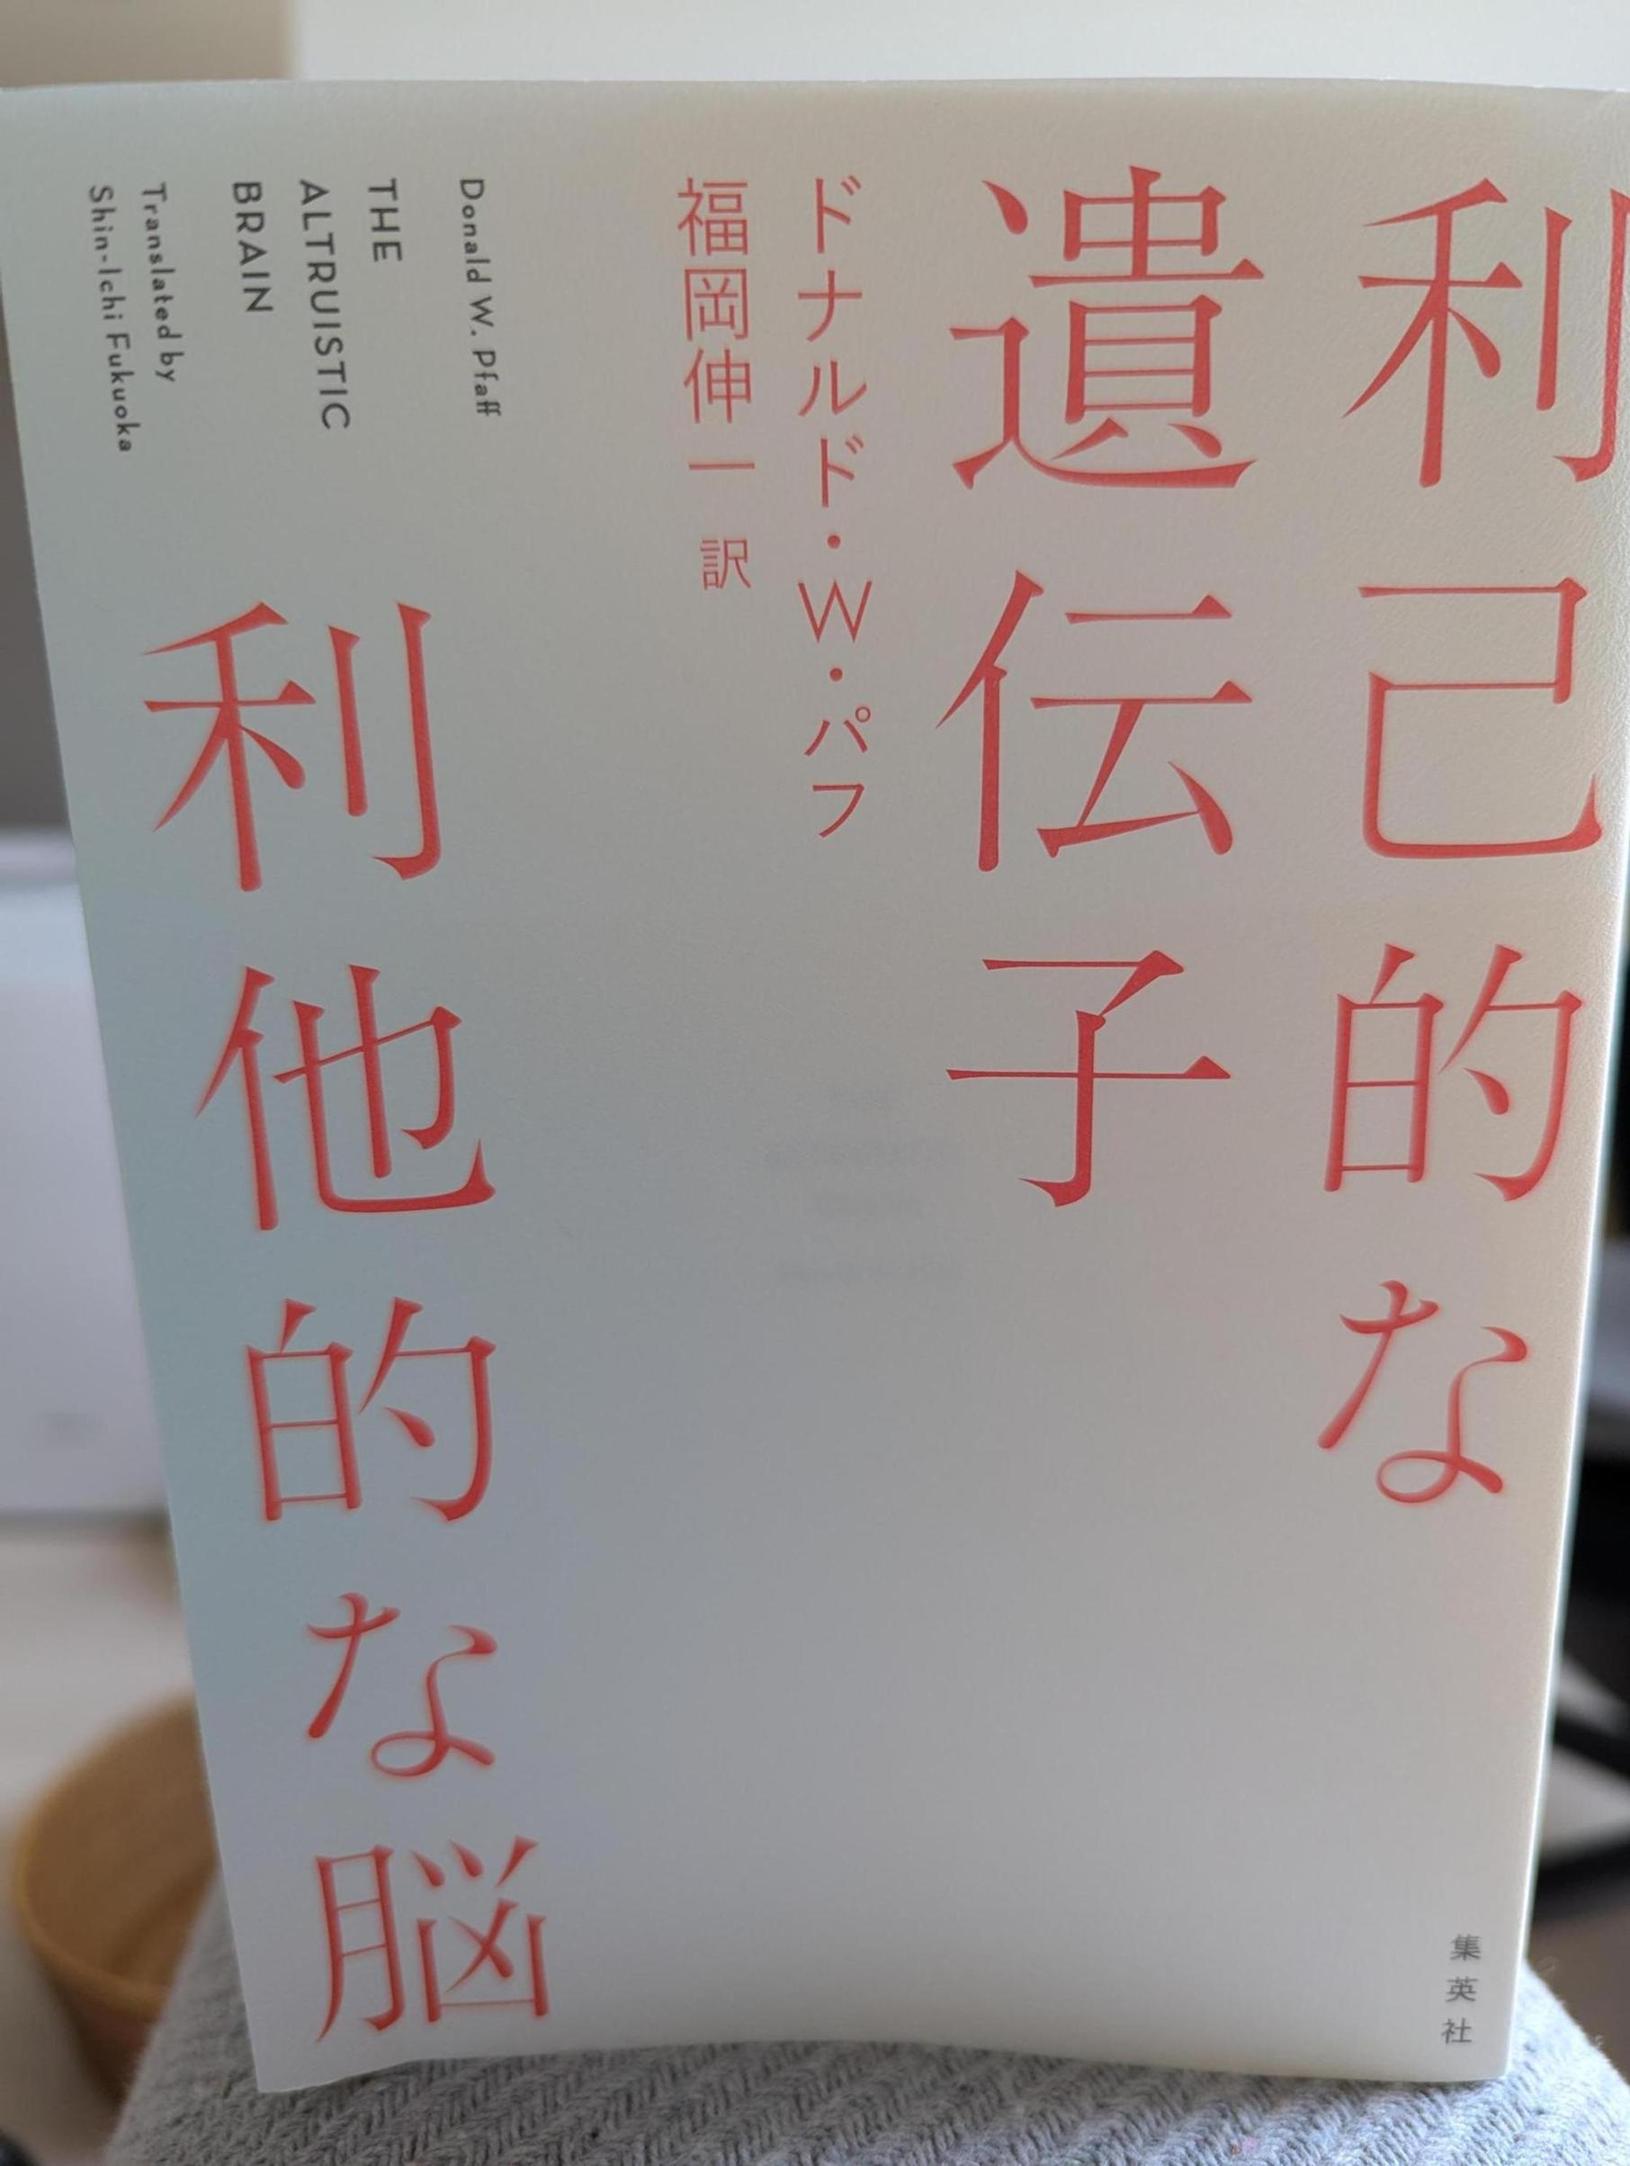 利己的な
遺伝子
ドナルド・W・パフ
福岡伸一 訳
Donald W. Pfaff
THE
ALTRUISTIC
BRAIN
Translated by
Shin-Ichi Fukuoka
利他的な脳
集英社